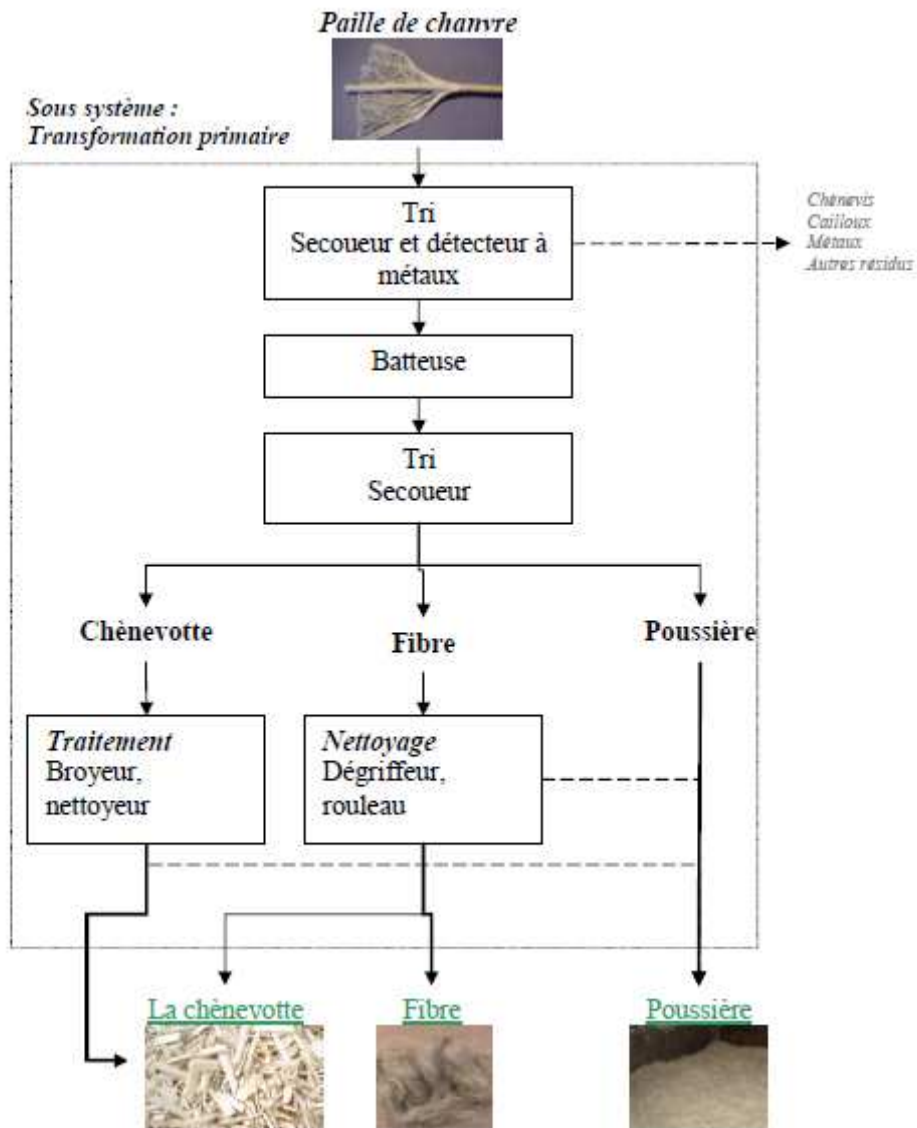 Paille de chanvre
Sous système :
Transformation primaire
Tri
Secoueur et détecteur à
métaux
Chènevis
Cailloux
Métaux
Autres résidus
Batteuse
Tri
Secoueur
Chènevotte
Fibre
Poussière
Traitement
Broyeur,
nettoyeur
Nettoyage
Dégriffeur,
rouleau
La chènevotte
Fibre
Poussière